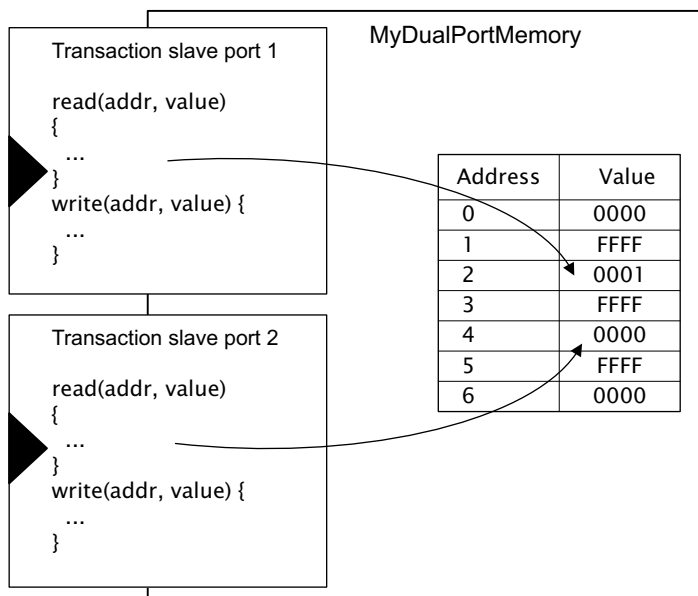 MyDualPortMemory
Transaction slave port 1
read(addr, value)
{
...
}
write(addr, value) {
...
}
Transaction slave port 2
read(addr, value)
{
...
}
write(addr, value) {
...
}
Address Value
0 0000
1 FFFF
2 0001
3 FFFF
4 0000
5 FFFF
6 0000